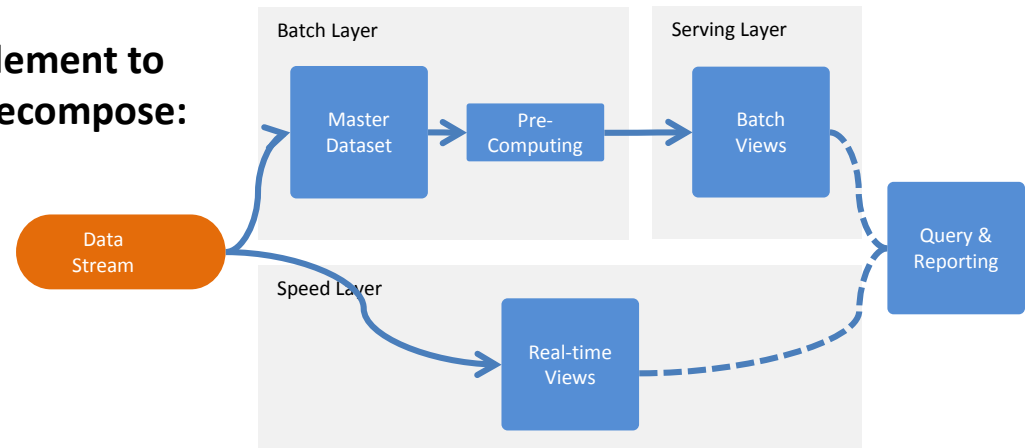 lement to
ecompose:
Batch Layer
Serving Layer
Master
Dataset
Pre-
Computing
Batch
Views
Data
Stream
Query &
Reporting
Speed Layer
Real-time
Views